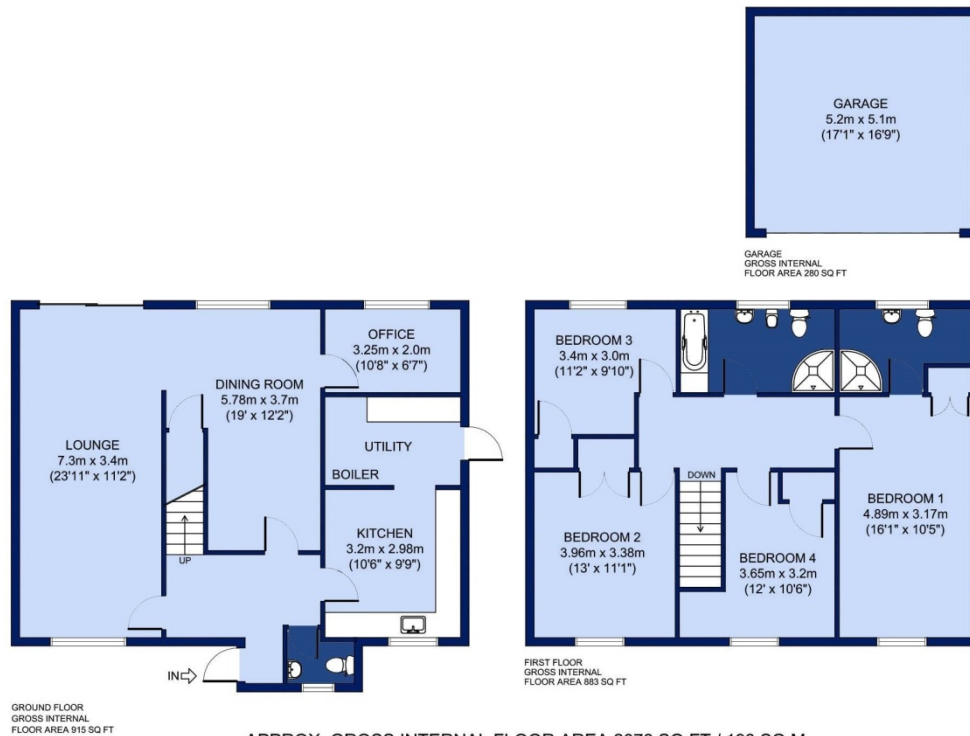 GARAGE
5.2m x 5.1m
(17'1" x 16'9")
GARAGE
GROSS INTERNAL
FLOOR AREA 280 SQ FT
OFFICE
3.25m x 2.0m
(10'8" x 6'7")
DINING ROOM
5.78m x 3.7m
(19' x 12'2")
LOUNGE
7.3m x 3.4m
(23'11" x 11'2")
UTILITY
BOILER
KITCHEN
3.2m x 2.98m
(10'6" x 9'9")
UP
IN
GROUND FLOOR
GROSS INTERNAL
FLOOR AREA 915 SQ FT
BEDROOM 3
3.4m x 3.0m
(11'2" x 9'10")
DOWN
BEDROOM 1
4.89m x 3.17m
(16'1" x 10'5")
BEDROOM 2
3.96m x 3.38m
(13' x 11'1")
BEDROOM 4
3.65m x 3.2m
(12' x 10'6")
FIRST FLOOR
GROSS INTERNAL
FLOOR AREA 883 SQ FT